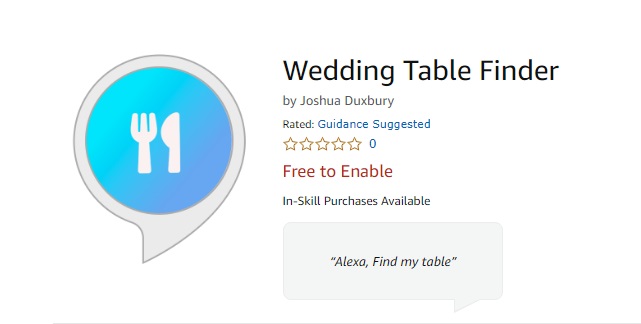 Wedding Table Finder
by Joshua Duxbury
Rated: Guidance Suggested
0
Free to Enable
In-Skill Purchases Available
“Alexa, Find my table”